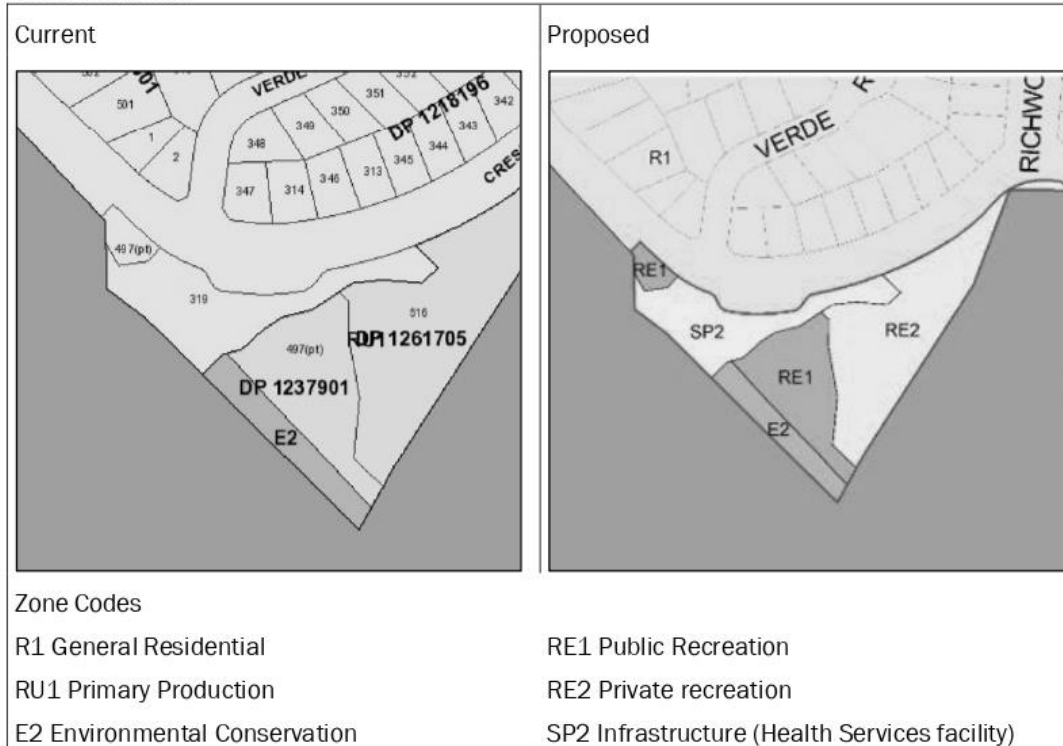 Current
Proposed
501
501
1
2
VERDE
352
351
350
349
348
347
314
346
313
345
344
343
342
DP 1218196
CRES
497(pt)
319
516
RU1
DP 1261705
497(pt)
DP 1237901
E2
R1
VERDE
R
RICHWO
RE1
SP2
RE2
RE1
E2
Zone Codes
R1 General Residential
RE1 Public Recreation
RU1 Primary Production
RE2 Private recreation
E2 Environmental Conservation
SP2 Infrastructure (Health Services facility)